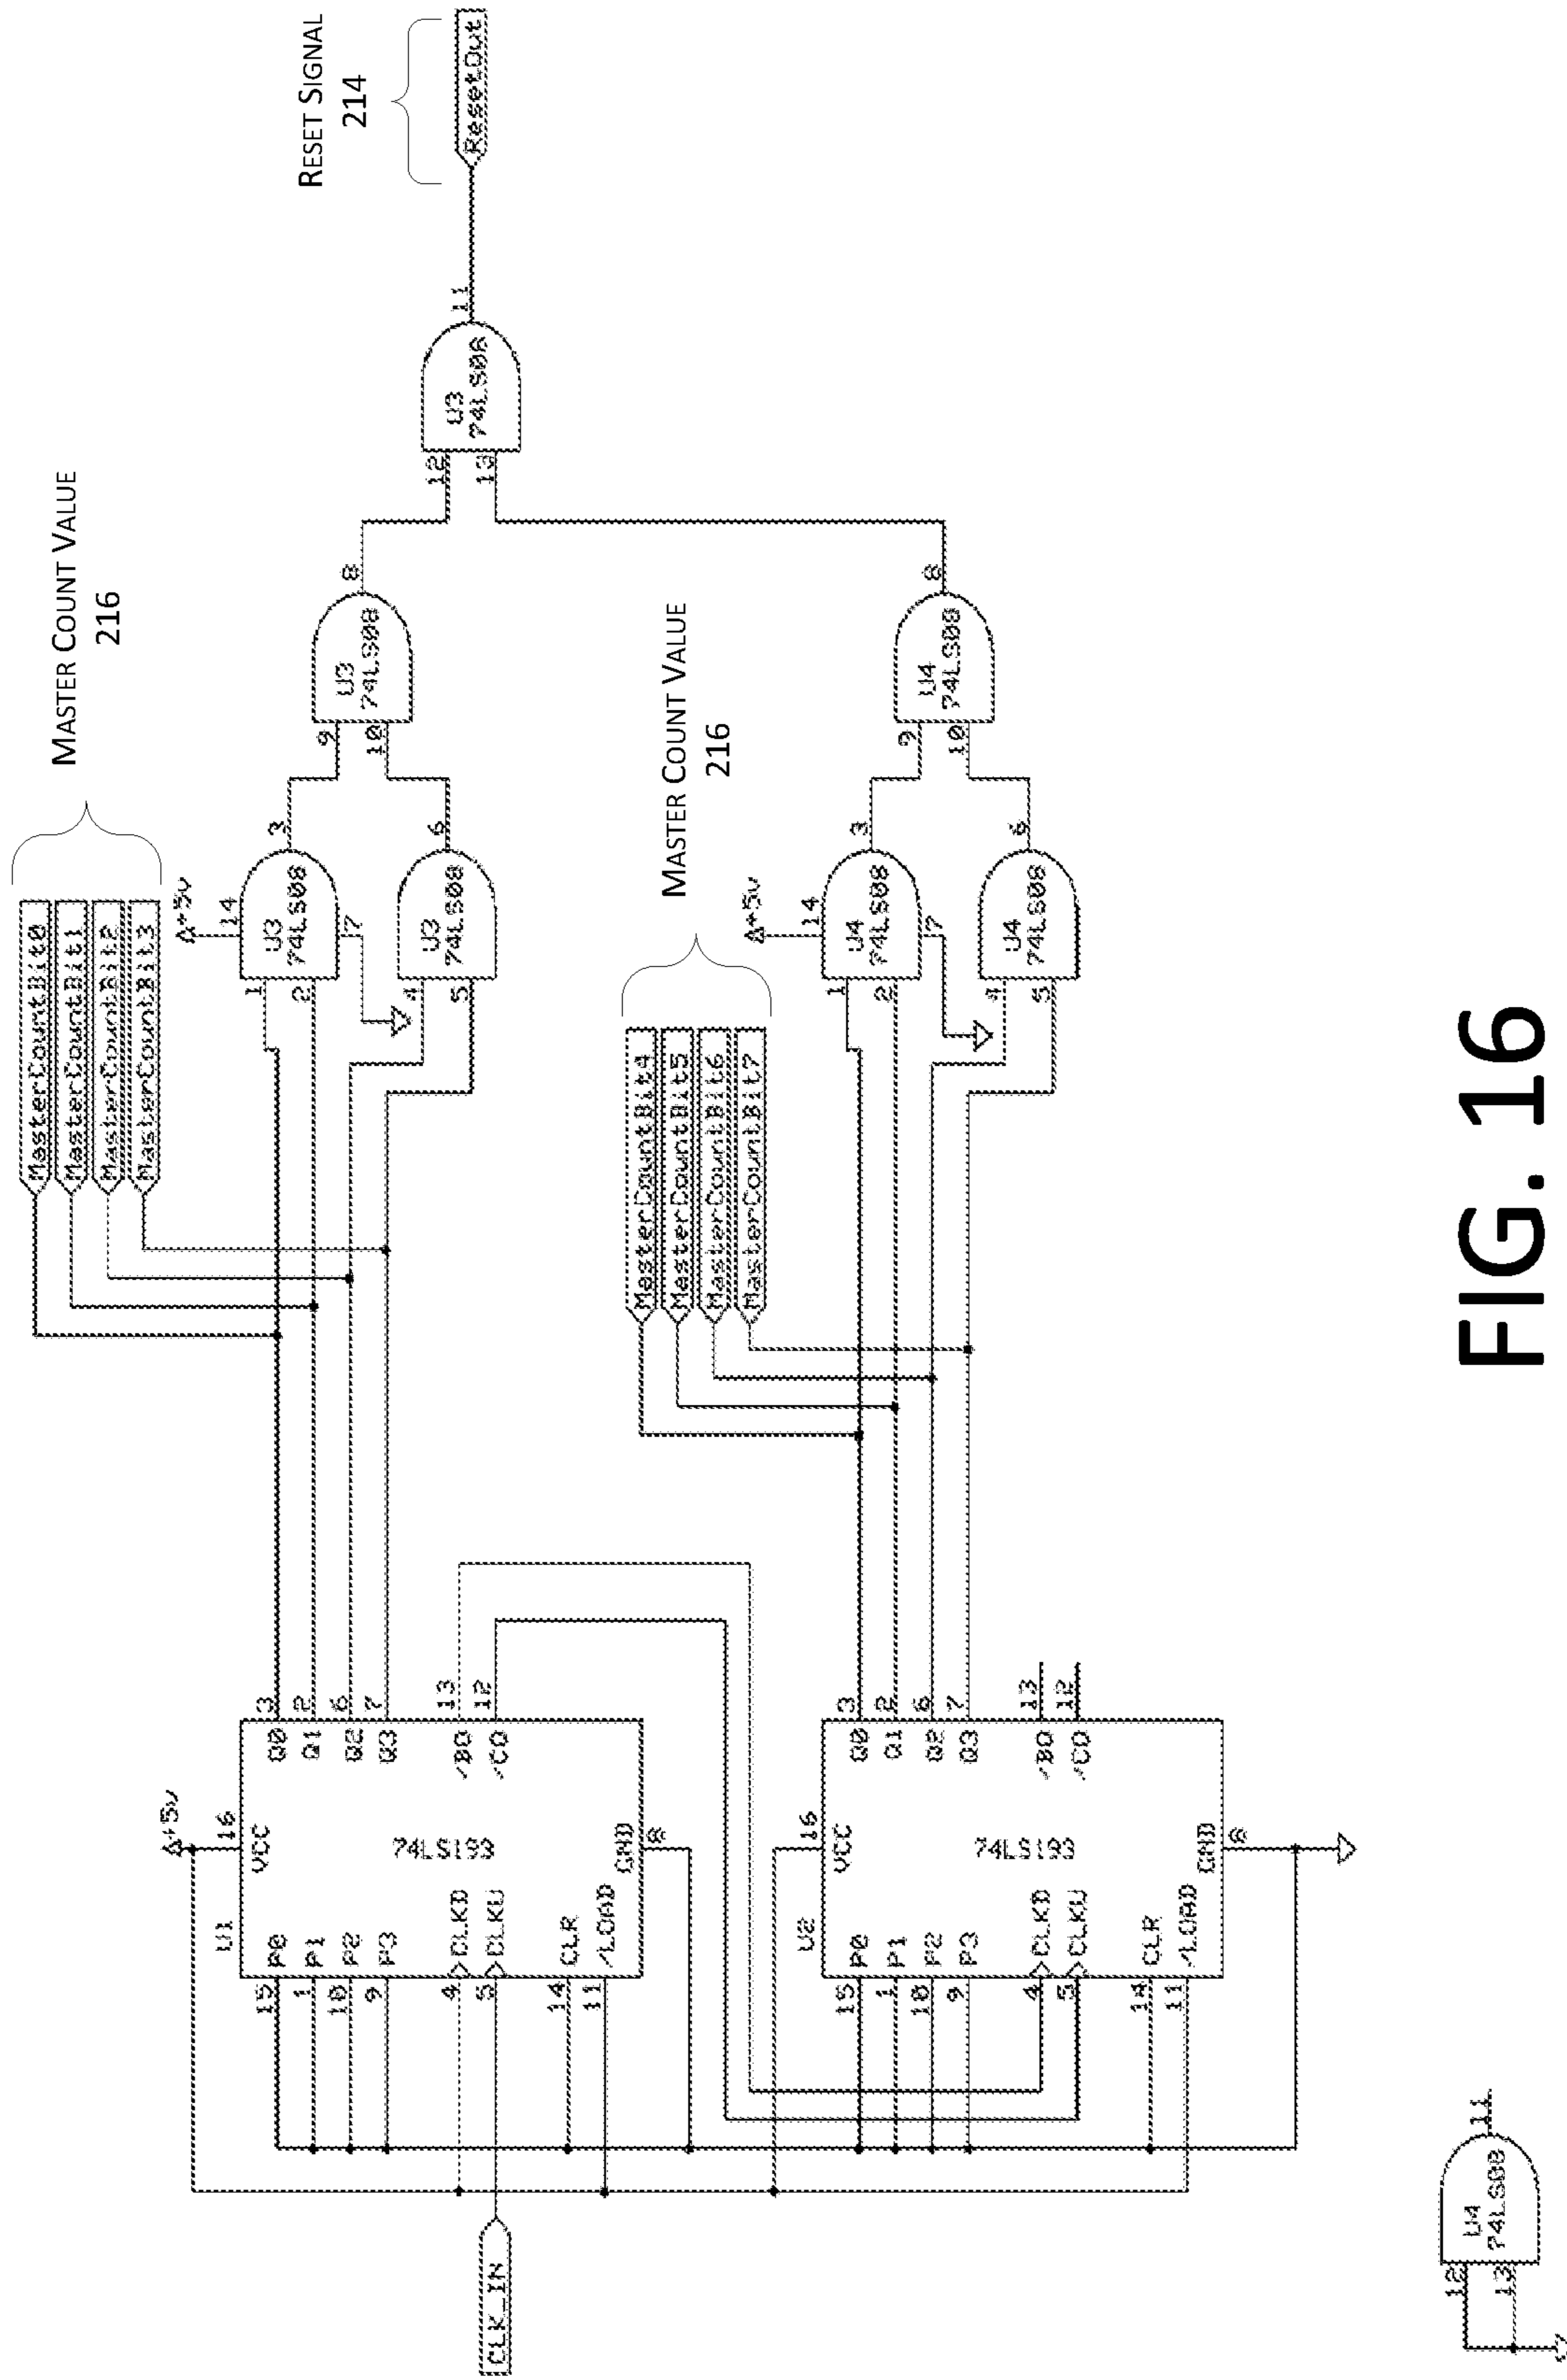 RESET SIGNAL
214
ResetOut
MASTER COUNT VALUE
216
MasterCountBit0
MasterCountBit1
MasterCountBit2
MasterCountBit3
+5v
14
1
2
U3
74LS08
3
7
4
5
U3
74LS08
6
9
10
U3
74LS08
8
12
13
U3
74LS08
11
MASTER COUNT VALUE
216
MasterCountBit4
MasterCountBit5
MasterCountBit6
MasterCountBit7
+5v
14
1
2
U4
74LS08
3
7
4
5
U4
74LS08
6
9
10
U4
74LS08
8
+5v
U1
16
VCC
74LS193
15 P0
1 P1
10 P2
9 P3
4 CLKD
5 CLKU
14 CLR
11 /LOAD
Q0 3
Q1 2
Q2 6
Q3 7
/BO 13
/CO 12
GND
8
CLK_IN
U2
16
VCC
74LS193
15 P0
1 P1
10 P2
9 P3
4 CLKD
5 CLKU
14 CLR
11 /LOAD
Q0 3
Q1 2
Q2 6
Q3 7
/BO 13
/CO 12
GND
8
12
13
U4
74LS08
11
FIG. 16